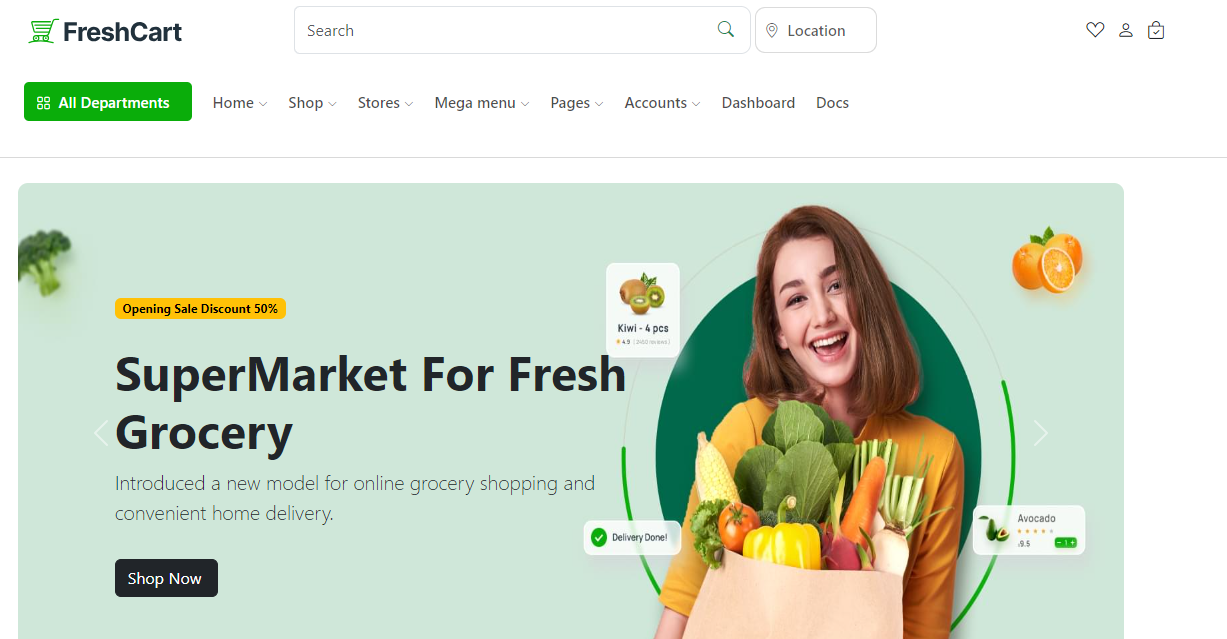 FreshCart
Search
Location
All Departments
Home
Shop
Stores
Mega menu
Pages
Accounts
Dashboard
Docs
Opening Sale Discount 50%
SuperMarket For Fresh
Grocery
Introduced a new model for online grocery shopping and
convenient home delivery.
Shop Now
Kiwi - 4 pcs
4.9
Delivery Done!
Avocado
9.5
- 1 +